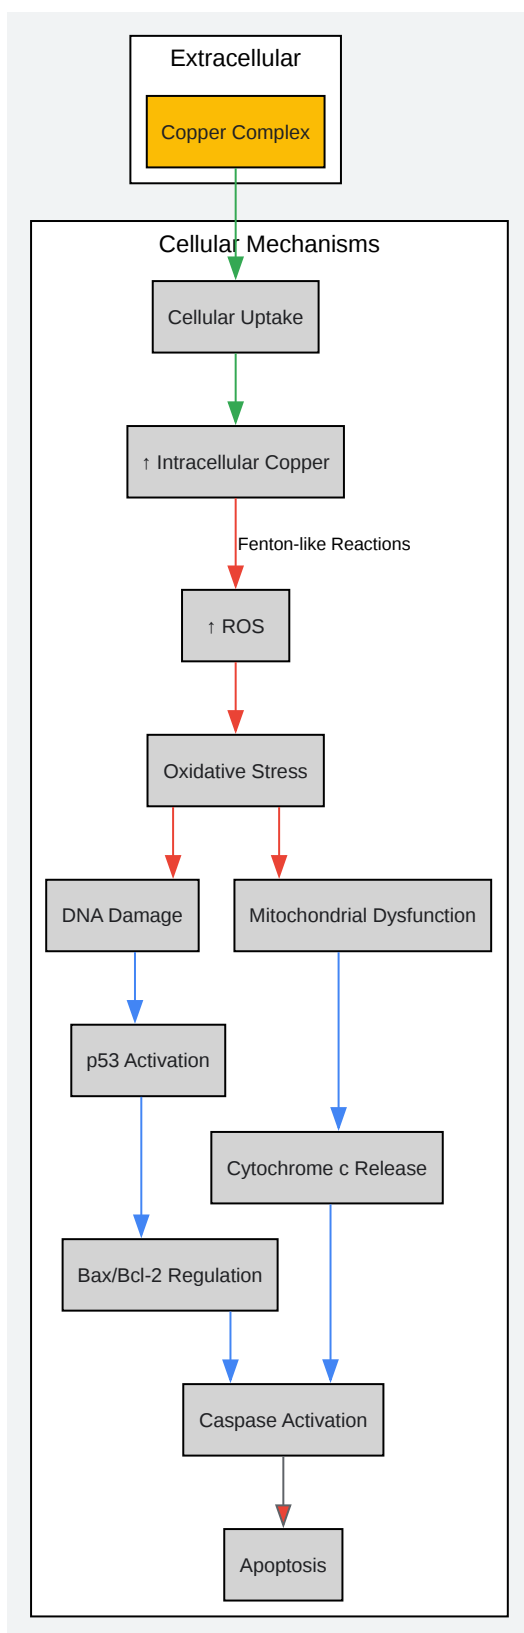 Extracellular
Copper Complex
Cellular Mechanisms
Cellular Uptake
↑ Intracellular Copper
Fenton-like Reactions
↑ ROS
Oxidative Stress
DNA Damage
Mitochondrial Dysfunction
p53 Activation
Cytochrome c Release
Bax/Bcl-2 Regulation
Caspase Activation
Apoptosis